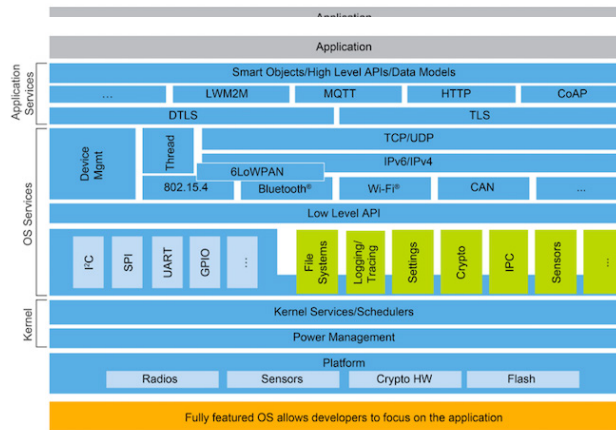 Application
Application
Smart Objects/High Level APIs/Data Models
... LWM2M MQTT HTTP CoAP
DTLS TLS
Application Services
Device Mgmt
Thread
TCP/UDP
IPv6/IPv4
6LoWPAN
802.15.4 Bluetooth® Wi-Fi® CAN ...
Low Level API
OS Services
I²C SPI UART GPIO ... File Systems Logging/Tracing Settings Crypto IPC Sensors ...
Kernel Services/Schedulers
Power Management
Kernel
Platform
Radios Sensors Crypto HW Flash
Fully featured OS allows developers to focus on the application